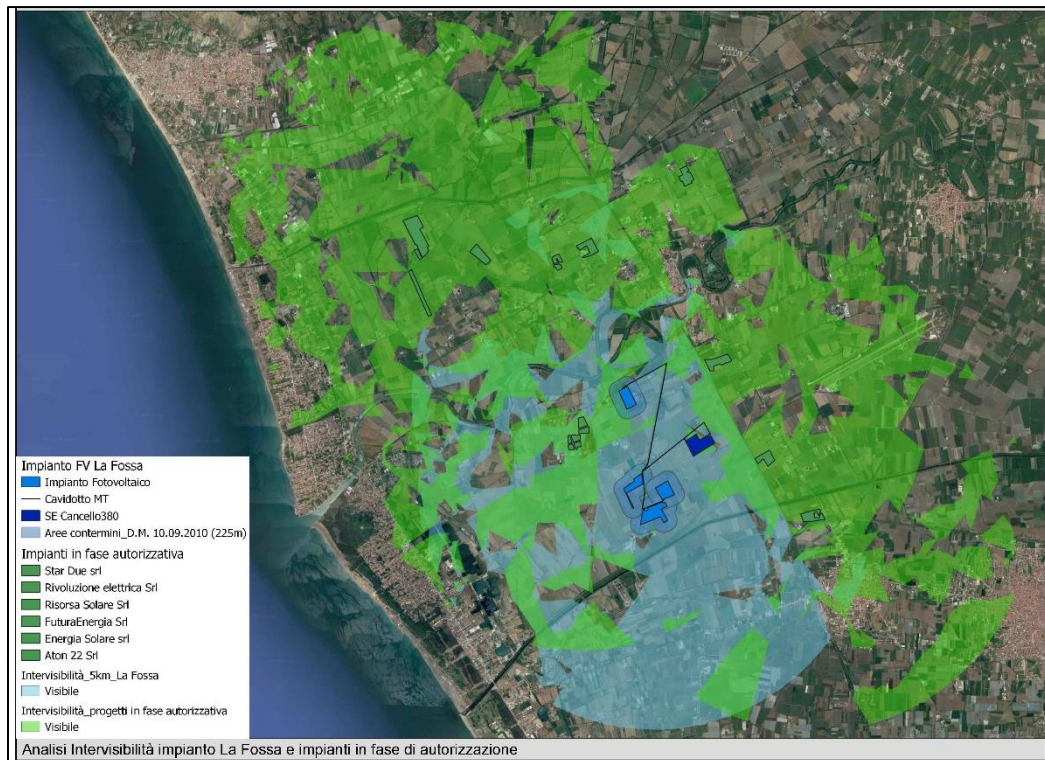 Impianto FV La Fossa
Impianto Fotovoltaico
Cavidotto MT
SE Cancello380
Aree contermini_D.M. 10.09.2010 (225m)
Impianti in fase autorizzativa
Star Due srl
Rivoluzione elettrica Srl
Risorsa Solare Srl
FuturaEnergia Srl
Energia Solare srl
Aton 22 Srl
Intervisibilità_5km_La Fossa
Visibile
Intervisibilità_progetti in fase autorizzativa
Visibile
Analisi Intervisibilità impianto La Fossa e impianti in fase di autorizzazione